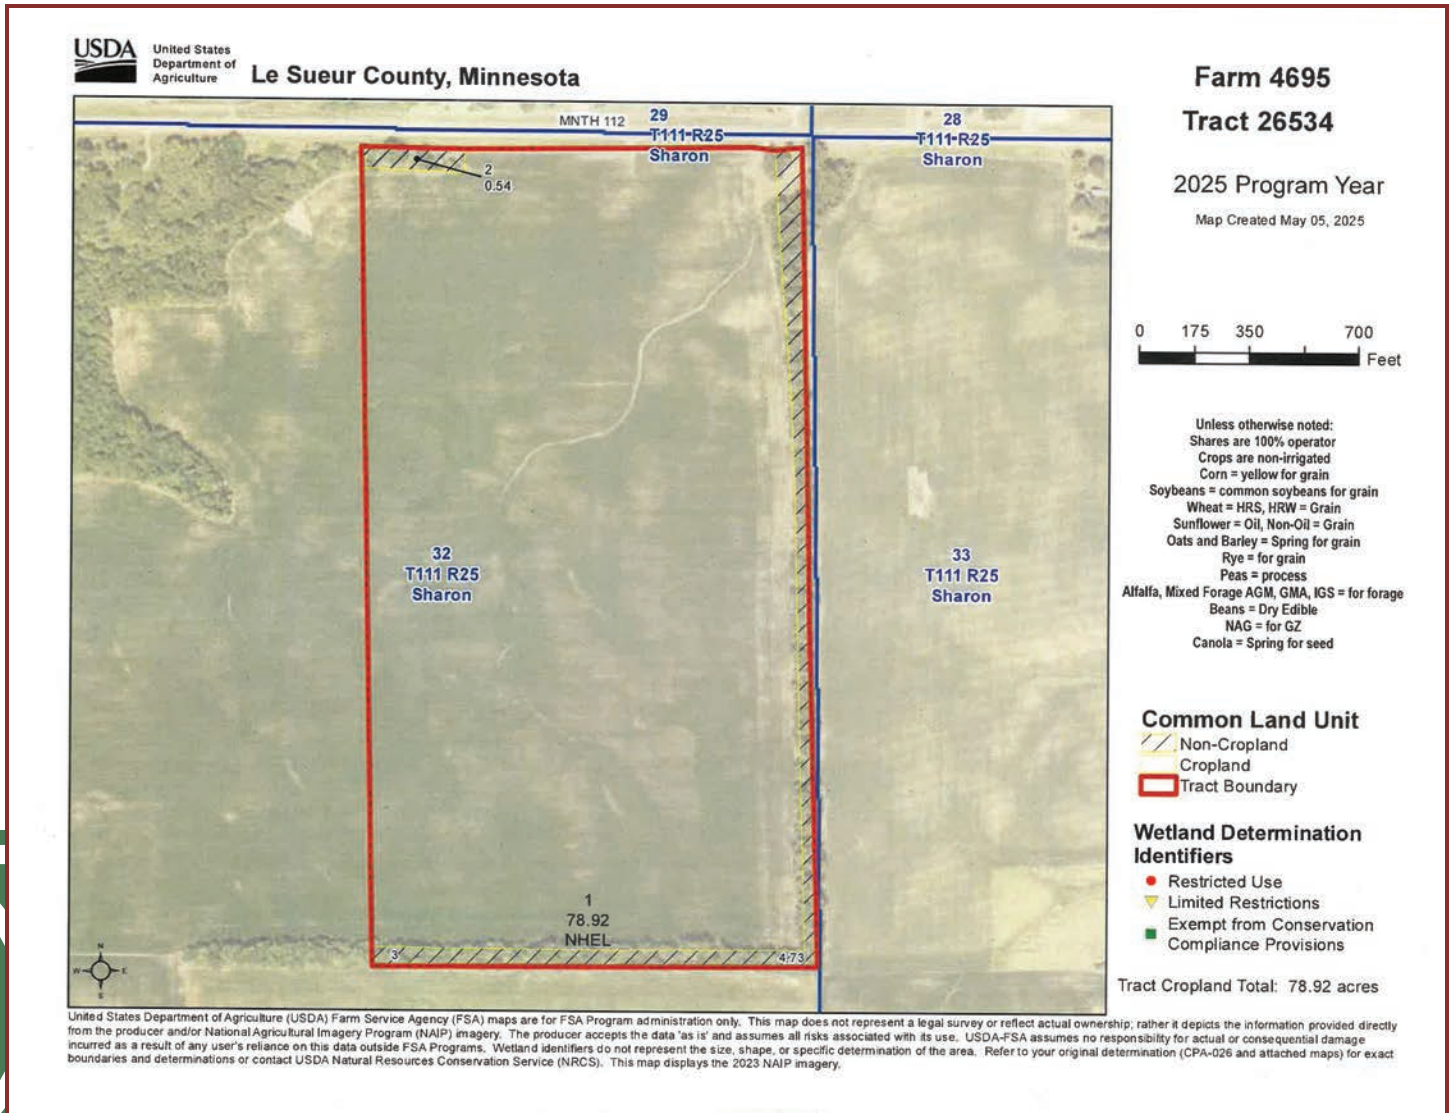 USDA
United States
Department of
Agriculture
Le Sueur County, Minnesota
Farm 4695
Tract 26534
2025 Program Year
Map Created May 05, 2025
MNTH 112
29
T111 R25
Sharon
28
T111 R25
Sharon
2
0.54
0 175 350 700
Feet
Unless otherwise noted:
Shares are 100% operator
Crops are non-irrigated
Corn = yellow for grain
Soybeans = common soybeans for grain
Wheat = HRS, HRW = Grain
Sunflower = Oil, Non-Oil = Grain
Oats and Barley = Spring for grain
Rye = for grain
Peas = process
Alfalfa, Mixed Forage AGM, GMA, IGS = for forage
Beans = Dry Edible
NAG = for GZ
Canola = Spring for seed
32
T111 R25
Sharon
33
T111 R25
Sharon
Common Land Unit
Non-Cropland
Cropland
Tract Boundary
Wetland Determination
Identifiers
Restricted Use
Limited Restrictions
Exempt from Conservation
Compliance Provisions
1
78.92
NHEL
3
4.73
N
W E
S
Tract Cropland Total: 78.92 acres
United States Department of Agriculture (USDA) Farm Service Agency (FSA) maps are for FSA Program administration only. This map does not represent a legal survey or reflect actual ownership; rather it depicts the information provided directly
from the producer and/or National Agricultural Imagery Program (NAIP) imagery. The producer accepts the data 'as is' and assumes all risks associated with its use. USDA-FSA assumes no responsibility for actual or consequential damage
incurred as a result of any user's reliance on this data outside FSA Programs. Wetland identifiers do not represent the size, shape, or specific determination of the area. Refer to your original determination (CPA-026 and attached maps) for exact
boundaries and determinations or contact USDA Natural Resources Conservation Service (NRCS). This map displays the 2023 NAIP imagery.